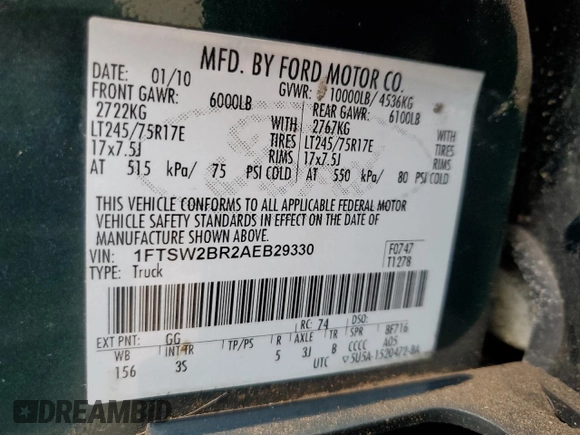 MFD. BY FORD MOTOR CO.
DATE: 01/10 GVWR: 10000LB/ 4536KG
FRONT GAWR: 6000LB REAR GAWR: 6100LB
2722KG 2767KG
LT245/75R17E WITH TIRES LT245/75R17E WITH TIRES
17x7.5J RIMS 17x7.5J RIMS
AT 515 kPa/ 75 PSI COLD AT 550 kPa/ 80 PSI COLD
THIS VEHICLE CONFORMS TO ALL APPLICABLE FEDERAL MOTOR
VEHICLE SAFETY STANDARDS IN EFFECT ON THE DATE OF
MANUFACTURE SHOWN ABOVE.
VIN: 1FTSW2BR2AEB29330 F0747
TYPE: Truck T1278
EXT PNT: GG RC: 74 DSO:
WB INT TR TP/PS R AXLE TR SPR BF716
156 3S 5 3J B CCCC A05
UTC 5U5A-1520472-BA
DREAMBID